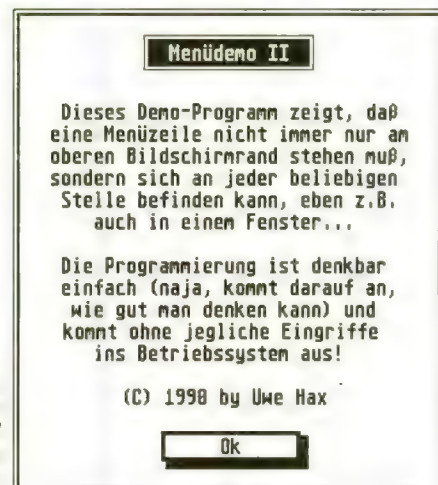 Menüdemo II
Dieses Demo-Programm zeigt, daß
eine Menüzeile nicht immer nur am
oberen Bildschirmrand stehen muß,
sondern sich an jeder beliebigen
Stelle befinden kann, eben z.B.
auch in einem Fenster...
Die Programmierung ist denkbar
einfach (naja, kommt darauf an,
wie gut man denken kann) und
kommt ohne jegliche Eingriffe
ins Betriebssystem aus!
(C) 1990 by Uwe Hax
Ok